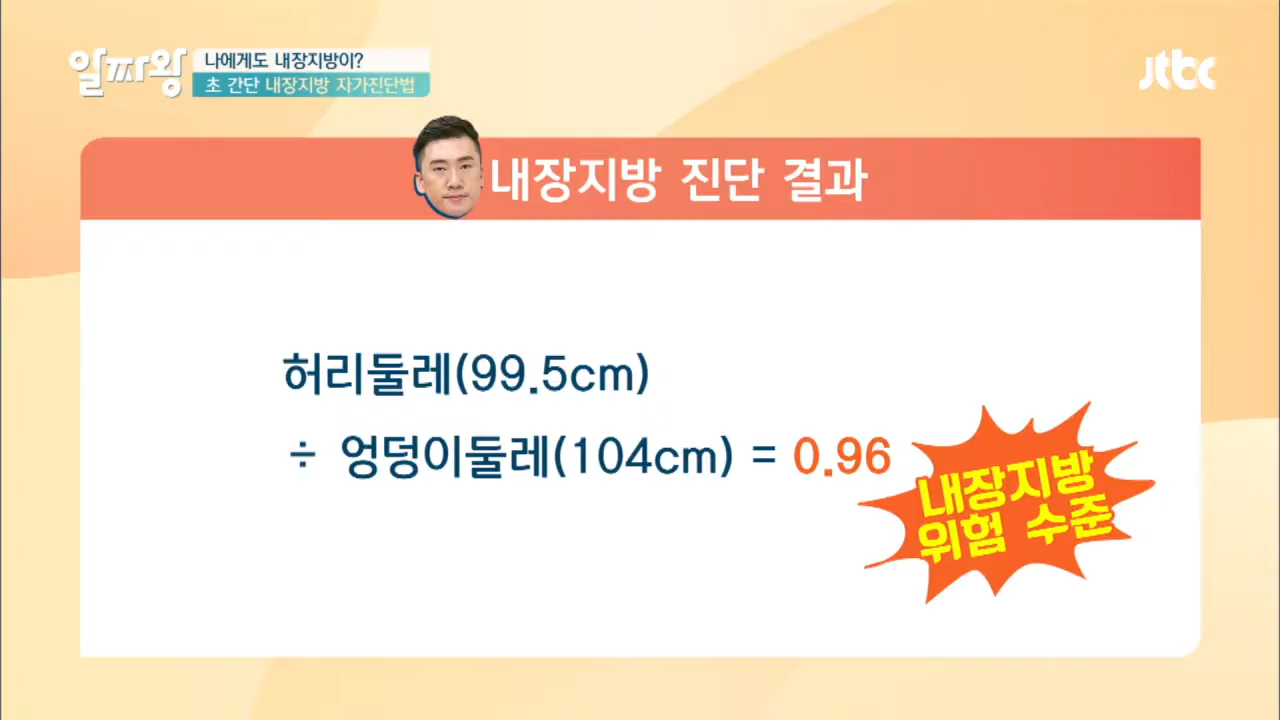 알짜왕
나에게도 내장지방이?
초 간단 내장지방 자가진단법
jtbc
내장지방 진단 결과
허리둘레(99.5cm)
÷ 엉덩이둘레(104cm) = 0.96
내장지방
위험 수준